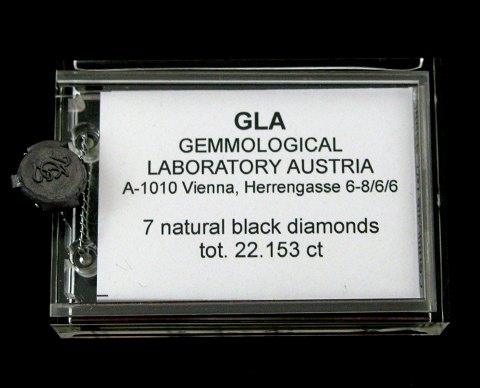 GLA
GEMMOLOGICAL
LABORATORY AUSTRIA
A-1010 Vienna, Herrengasse 6-8/6/6
7 natural black diamonds
tot. 22.153 ct